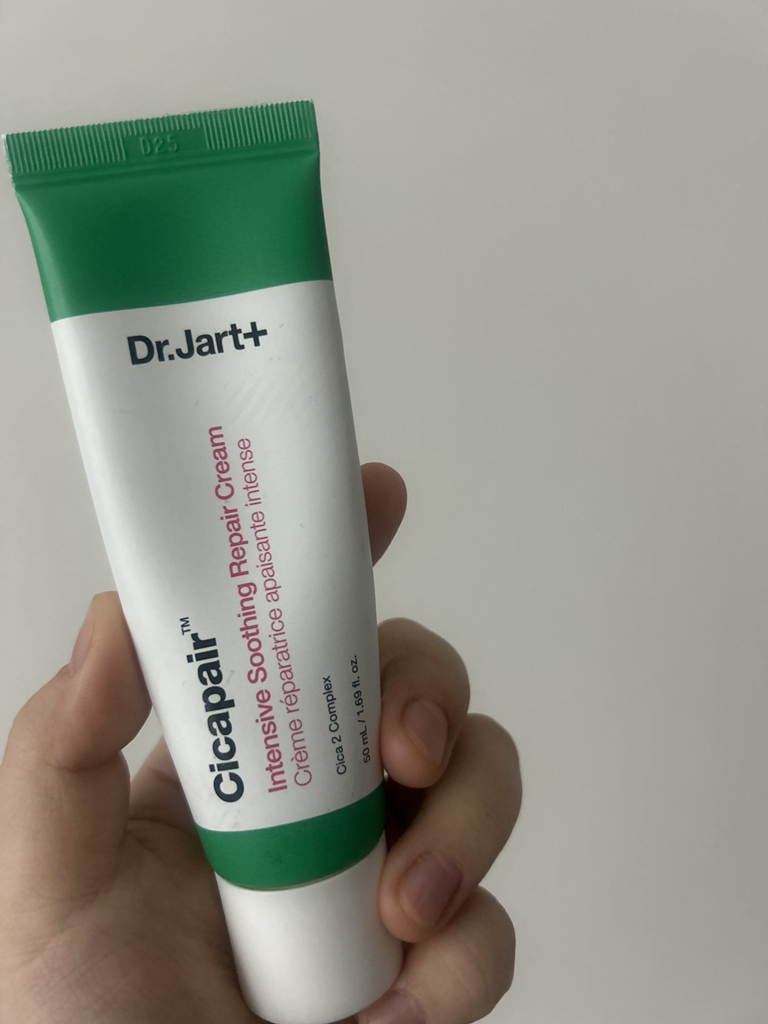 D25
Dr.Jart+
Cicapair™
Intensive Soothing Repair Cream
Crème réparatrice apaisante intense
Cica 2 Complex
50 mL / 1.69 fl. oz.